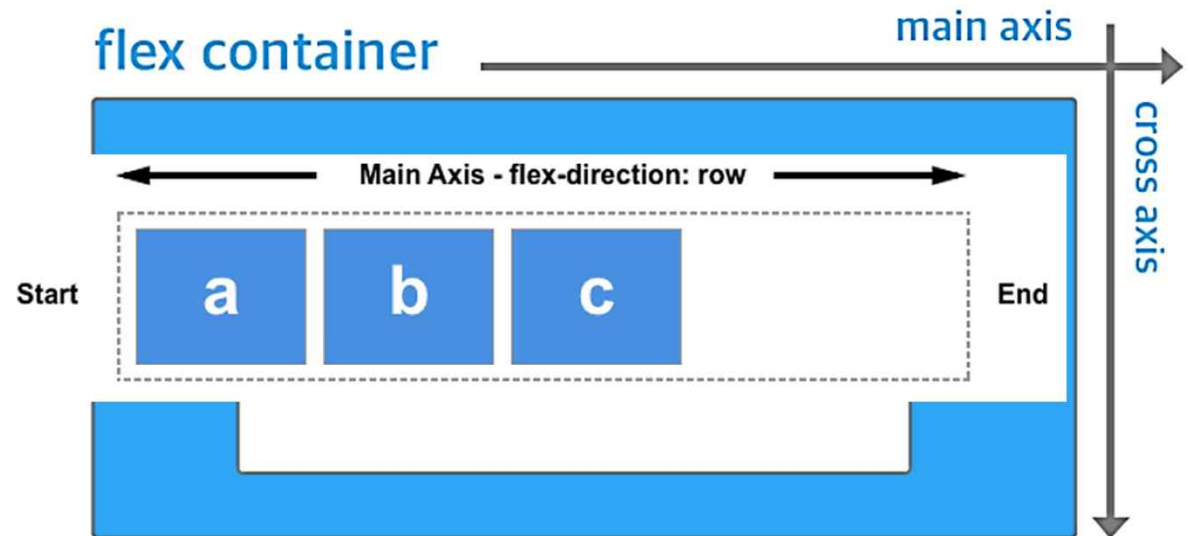 main axis
flex container
cross axis
Main Axis - flex-direction: row
Start
a
b
c
End